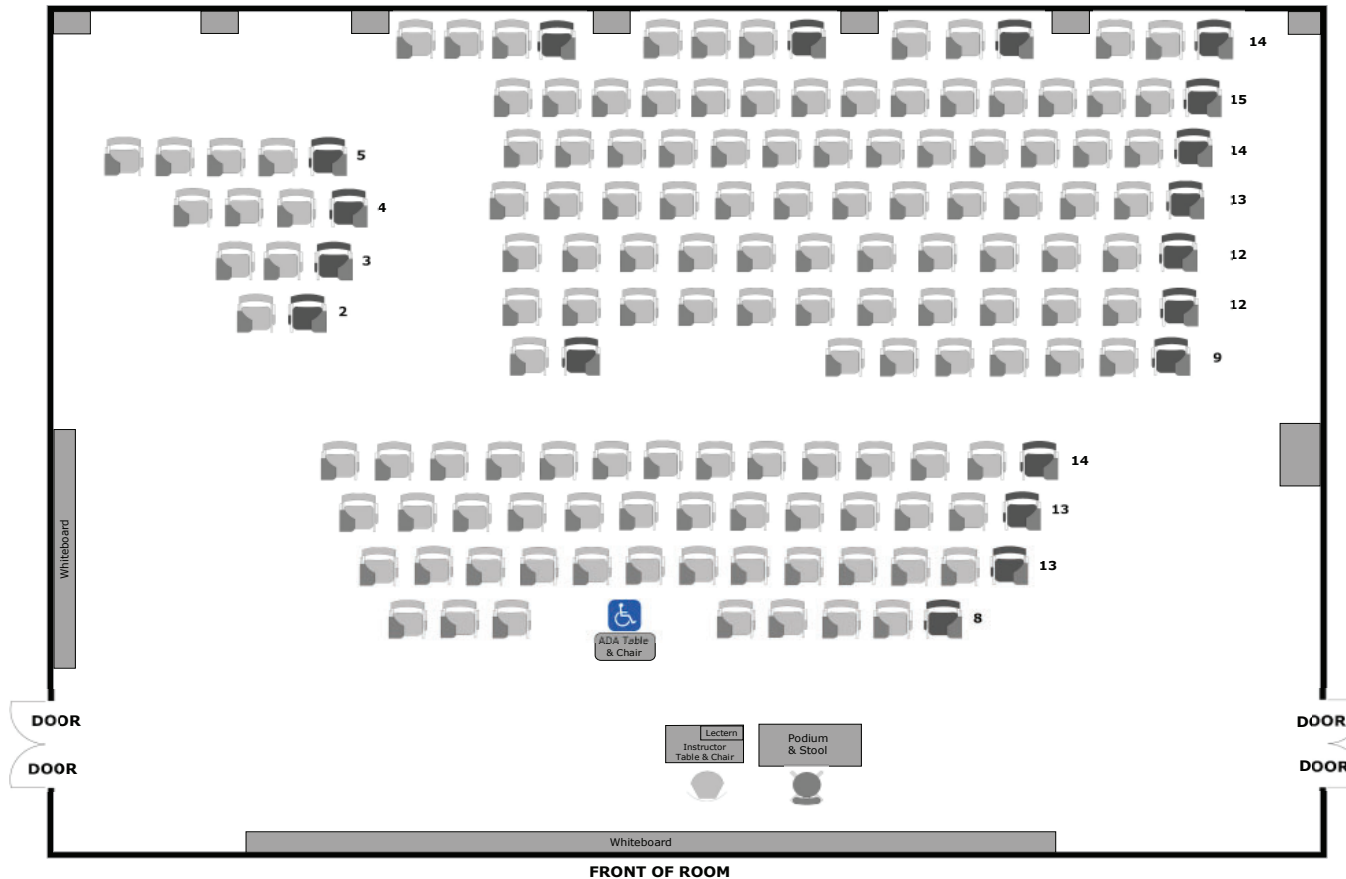 14
15
14
5
13
4
12
3
12
2
9
14
13
Whiteboard
13
8
ADA Table
& Chair
DOOR
DOOR
DOOR
DOOR
Lectern
Instructor
Table & Chair
Podium
& Stool
Whiteboard
FRONT OF ROOM